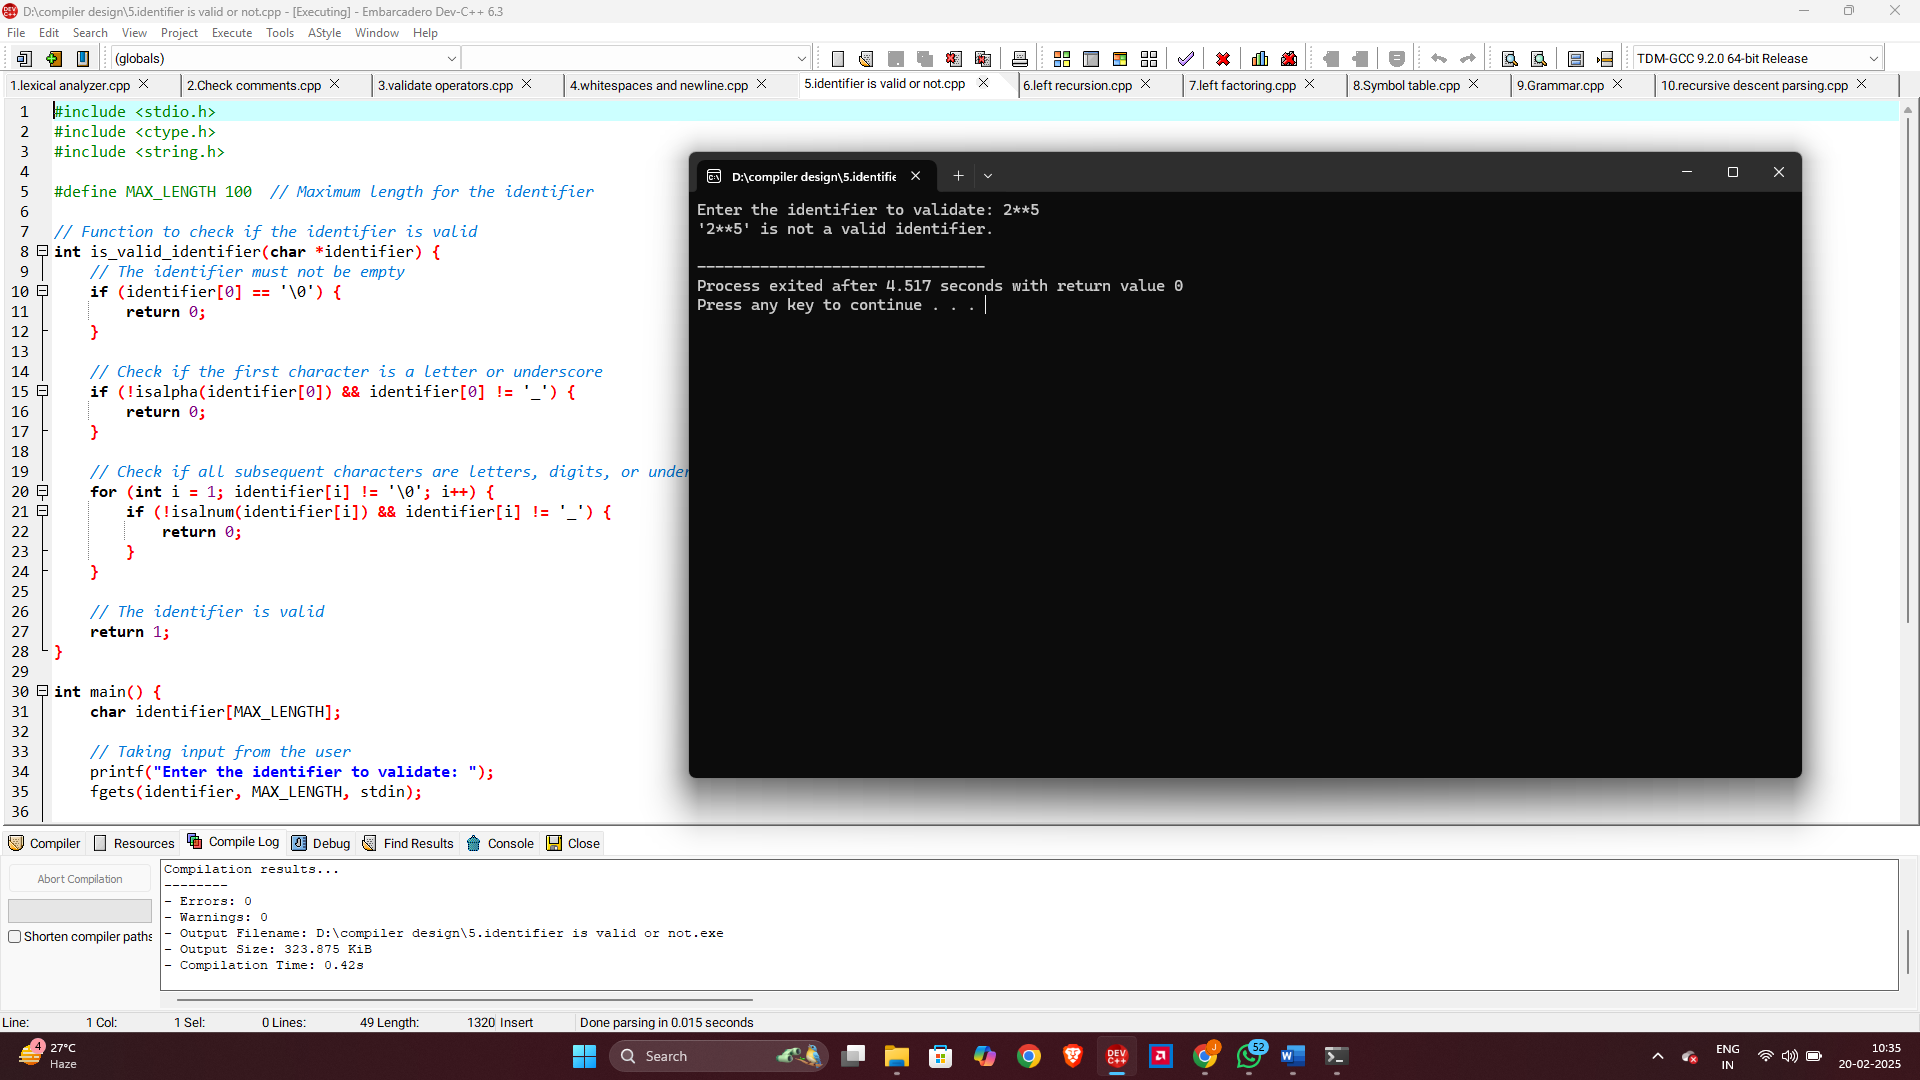 D:\compiler design\5.identifier is valid or not.cpp - [Executing] - Embarcadero Dev-C++ 6.3
File Edit Search View Project Execute Tools AStyle Window Help
(globals)
TDM-GCC 9.2.0 64-bit Release
1.lexical analyzer.cpp 2.Check comments.cpp 3.validate operators.cpp 4.whitespaces and newline.cpp 5.identifier is valid or not.cpp 6.left recursion.cpp 7.left factoring.cpp 8.Symbol table.cpp 9.Grammar.cpp 10.recursive descent parsing.cpp
1 #include <stdio.h>
2 #include <ctype.h>
3 #include <string.h>
4
5 #define MAX_LENGTH 100  // Maximum length for the identifier
6
7 // Function to check if the identifier is valid
8 int is_valid_identifier(char *identifier) {
9     // The identifier must not be empty
10     if (identifier[0] == '\0') {
11         return 0;
12     }
13
14     // Check if the first character is a letter or underscore
15     if (!isalpha(identifier[0]) && identifier[0] != '_') {
16         return 0;
17     }
18
19     // Check if all subsequent characters are letters, digits, or under
20     for (int i = 1; identifier[i] != '\0'; i++) {
21         if (!isalnum(identifier[i]) && identifier[i] != '_') {
22             return 0;
23         }
24     }
25
26     // The identifier is valid
27     return 1;
28 }
29
30 int main() {
31     char identifier[MAX_LENGTH];
32
33     // Taking input from the user
34     printf("Enter the identifier to validate: ");
35     fgets(identifier, MAX_LENGTH, stdin);
36
D:\compiler design\5.identifie
Enter the identifier to validate: 2**5
'2**5' is not a valid identifier.
--------------------------------
Process exited after 4.517 seconds with return value 0
Press any key to continue . . .
Compiler Resources Compile Log Debug Find Results Console Close
Abort Compilation
Shorten compiler paths
Compilation results...
--------
- Errors: 0
- Warnings: 0
- Output Filename: D:\compiler design\5.identifier is valid or not.exe
- Output Size: 323.875 KiB
- Compilation Time: 0.42s
Line: 1 Col: 1 Sel: 0 Lines: 49 Length: 1320 Insert Done parsing in 0.015 seconds
4
27°C
Haze
Search
DEV C++
J
52
W
ENG
IN
10:35
20-02-2025